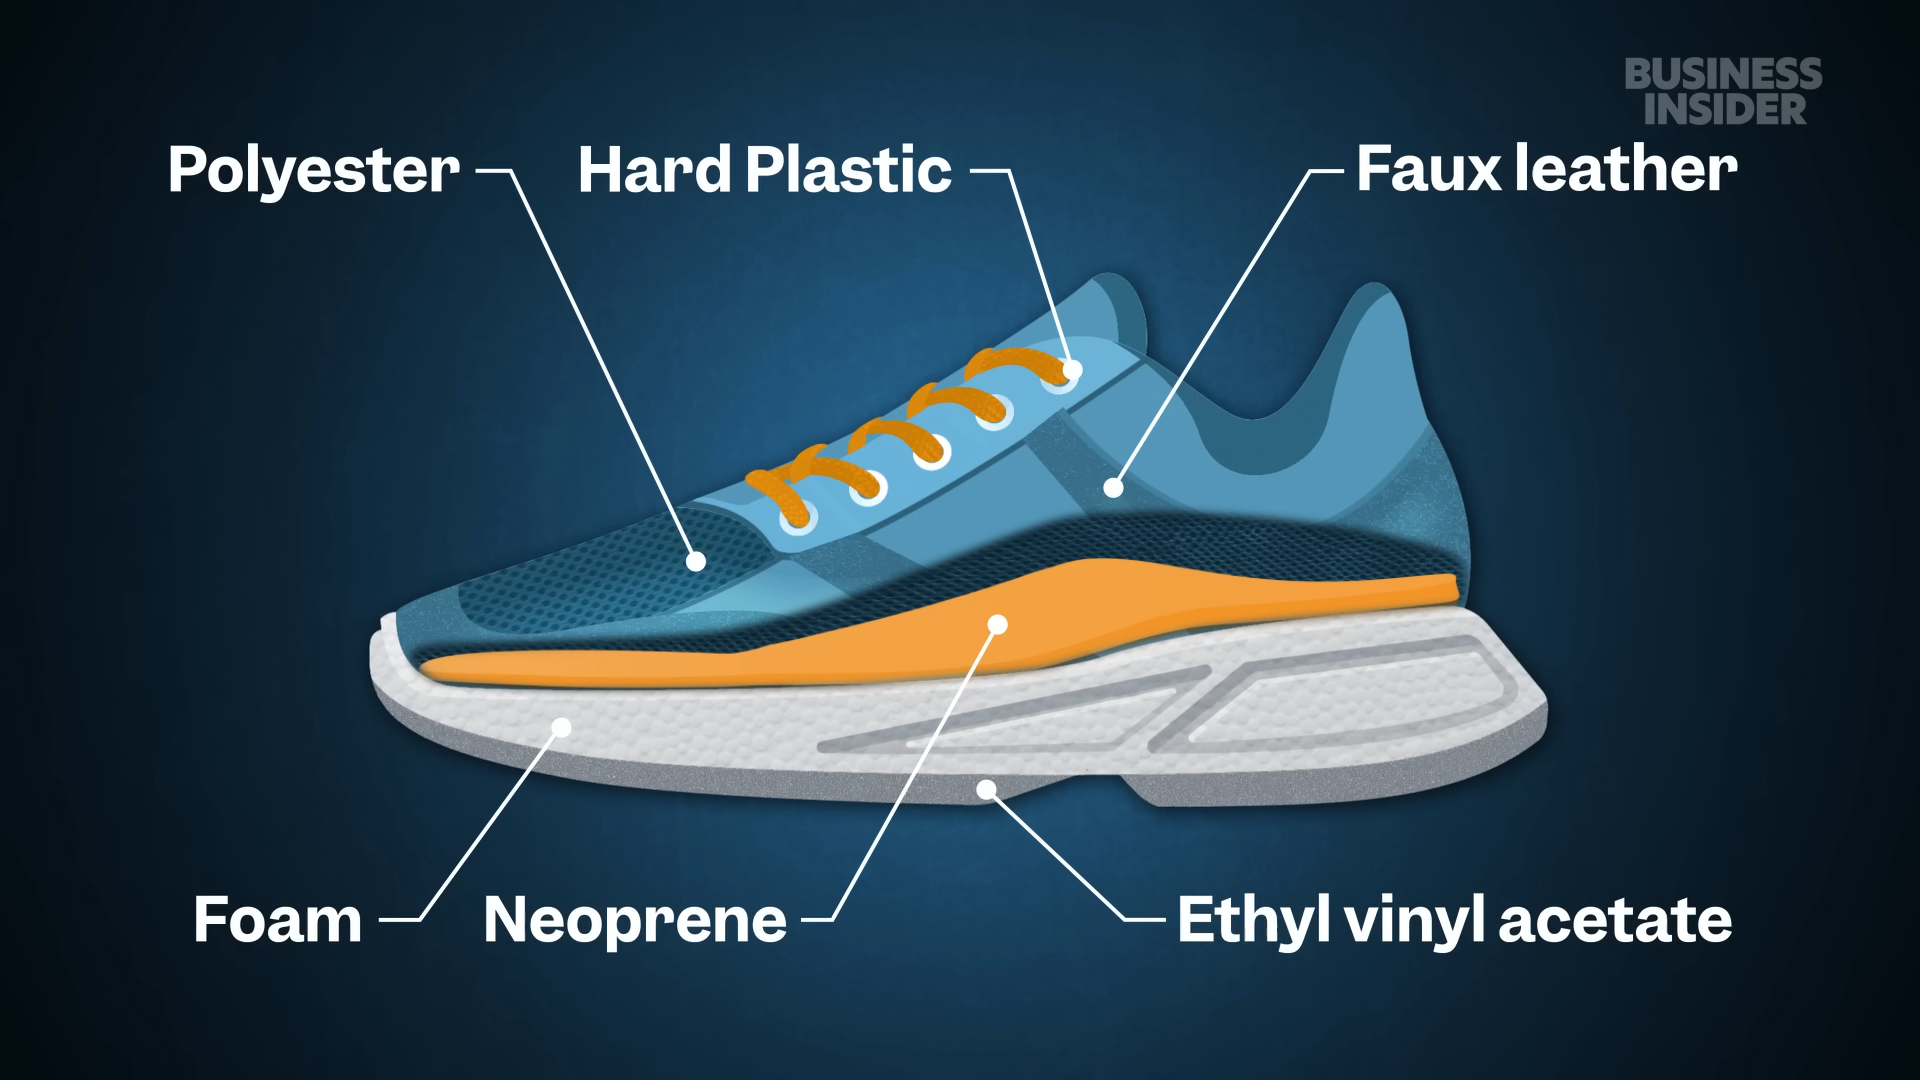 BUSINESS
INSIDER
Polyester
Hard Plastic
Faux leather
Foam
Neoprene
Ethyl vinyl acetate